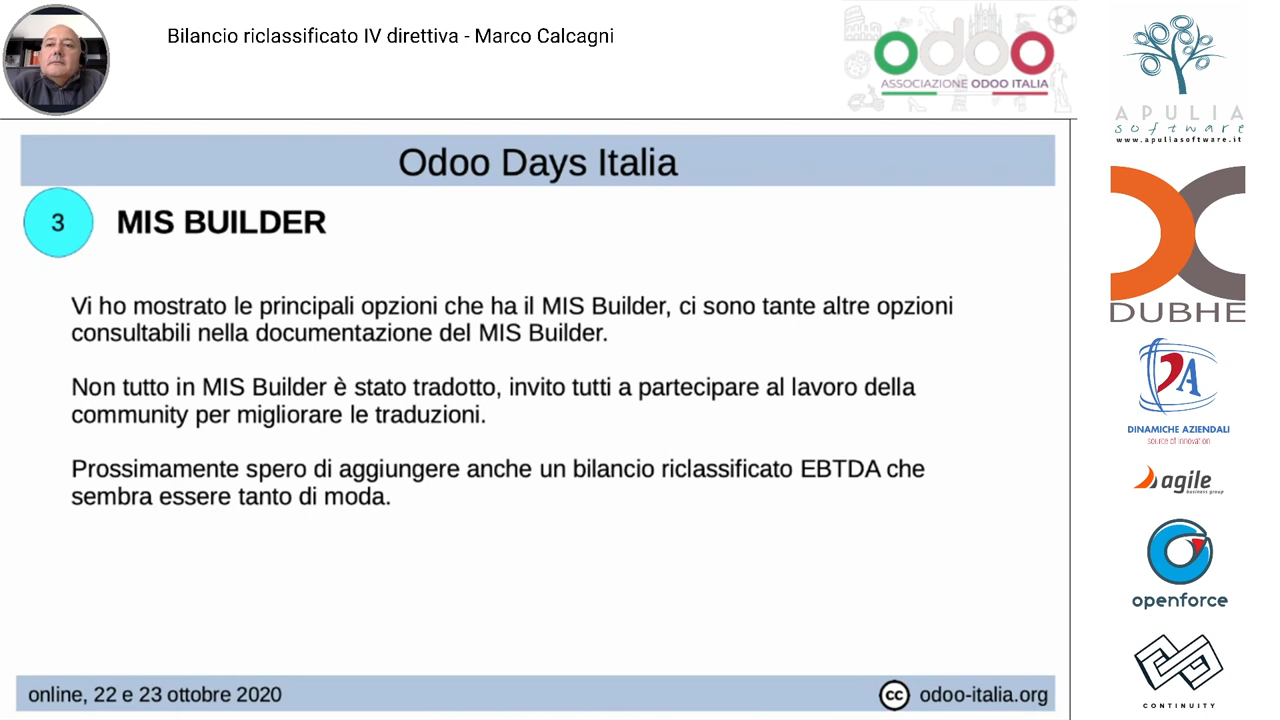 Bilancio riclassificato IV direttiva - Marco Calcagni
odoo
ASSOCIAZIONE ODOO ITALIA
Odoo Days Italia
3
MIS BUILDER
Vi ho mostrato le principali opzioni che ha il MIS Builder, ci sono tante altre opzioni
consultabili nella documentazione del MIS Builder.
Non tutto in MIS Builder è stato tradotto, invito tutti a partecipare al lavoro della
community per migliorare le traduzioni.
Prossimamente spero di aggiungere anche un bilancio riclassificato EBTDA che
sembra essere tanto di moda.
online, 22 e 23 ottobre 2020
cc odoo-italia.org
APULIA
software
www.apuliasoftware.it
DUBHE
DA
DINAMICHE AZIENDALI
source of innovation
agile
business group
openforce
CONTINUITY